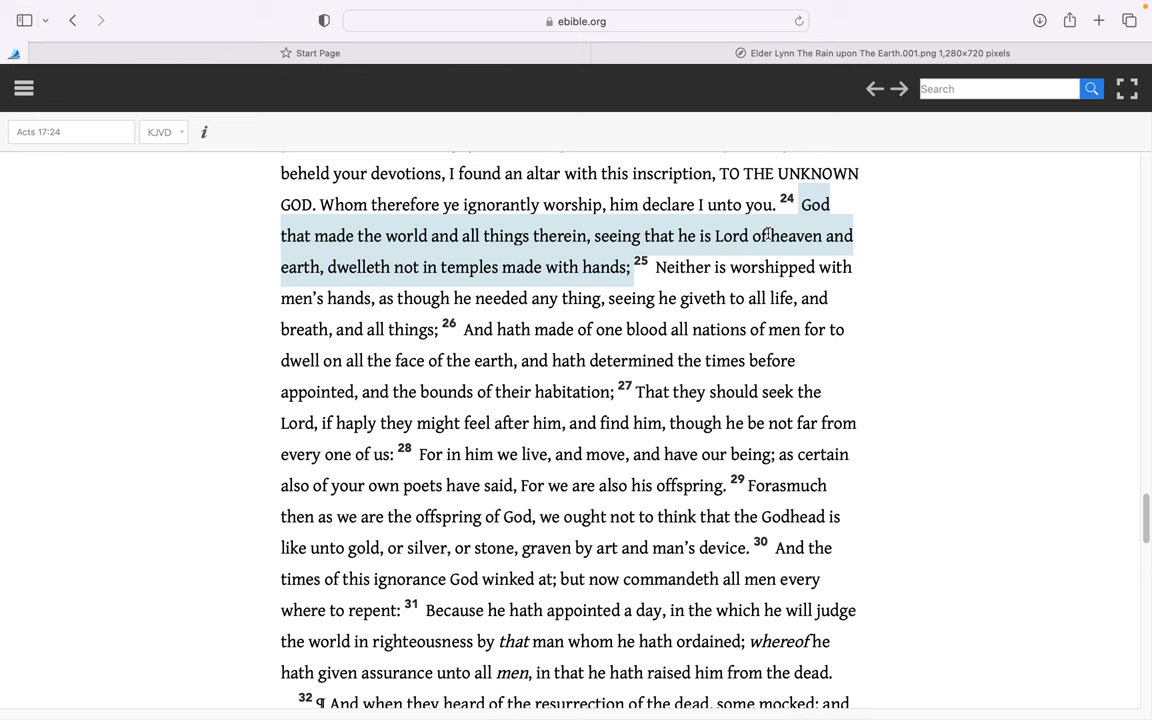 ebible.org
Start Page
Elder Lynn The Rain upon The Earth.001.png 1,280×720 pixels
Search
Acts 17:24
KJVD
i
beheld your devotions, I found an altar with this inscription, TO THE UNKNOWN
GOD. Whom therefore ye ignorantly worship, him declare I unto you. 24 God
that made the world and all things therein, seeing that he is Lord of heaven and
earth, dwelleth not in temples made with hands; 25 Neither is worshipped with
men’s hands, as though he needed any thing, seeing he giveth to all life, and
breath, and all things; 26 And hath made of one blood all nations of men for to
dwell on all the face of the earth, and hath determined the times before
appointed, and the bounds of their habitation; 27 That they should seek the
Lord, if haply they might feel after him, and find him, though he be not far from
every one of us: 28 For in him we live, and move, and have our being; as certain
also of your own poets have said, For we are also his offspring. 29 Forasmuch
then as we are the offspring of God, we ought not to think that the Godhead is
like unto gold, or silver, or stone, graven by art and man’s device. 30 And the
times of this ignorance God winked at; but now commandeth all men every
where to repent: 31 Because he hath appointed a day, in the which he will judge
the world in righteousness by that man whom he hath ordained; whereof he
hath given assurance unto all men, in that he hath raised him from the dead.
32 ¶ And when they heard of the resurrection of the dead, some mocked: and